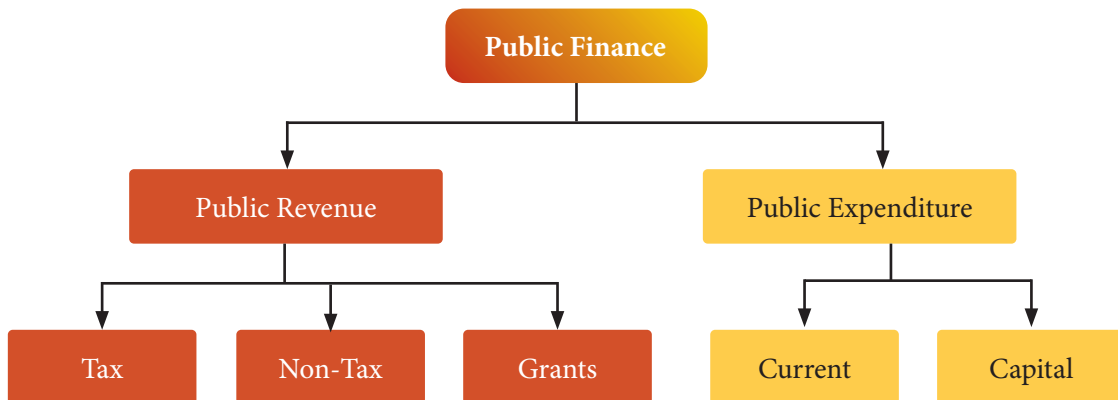 Public Finance
Public Revenue
Public Expenditure
Tax
Non-Tax
Grants
Current
Capital